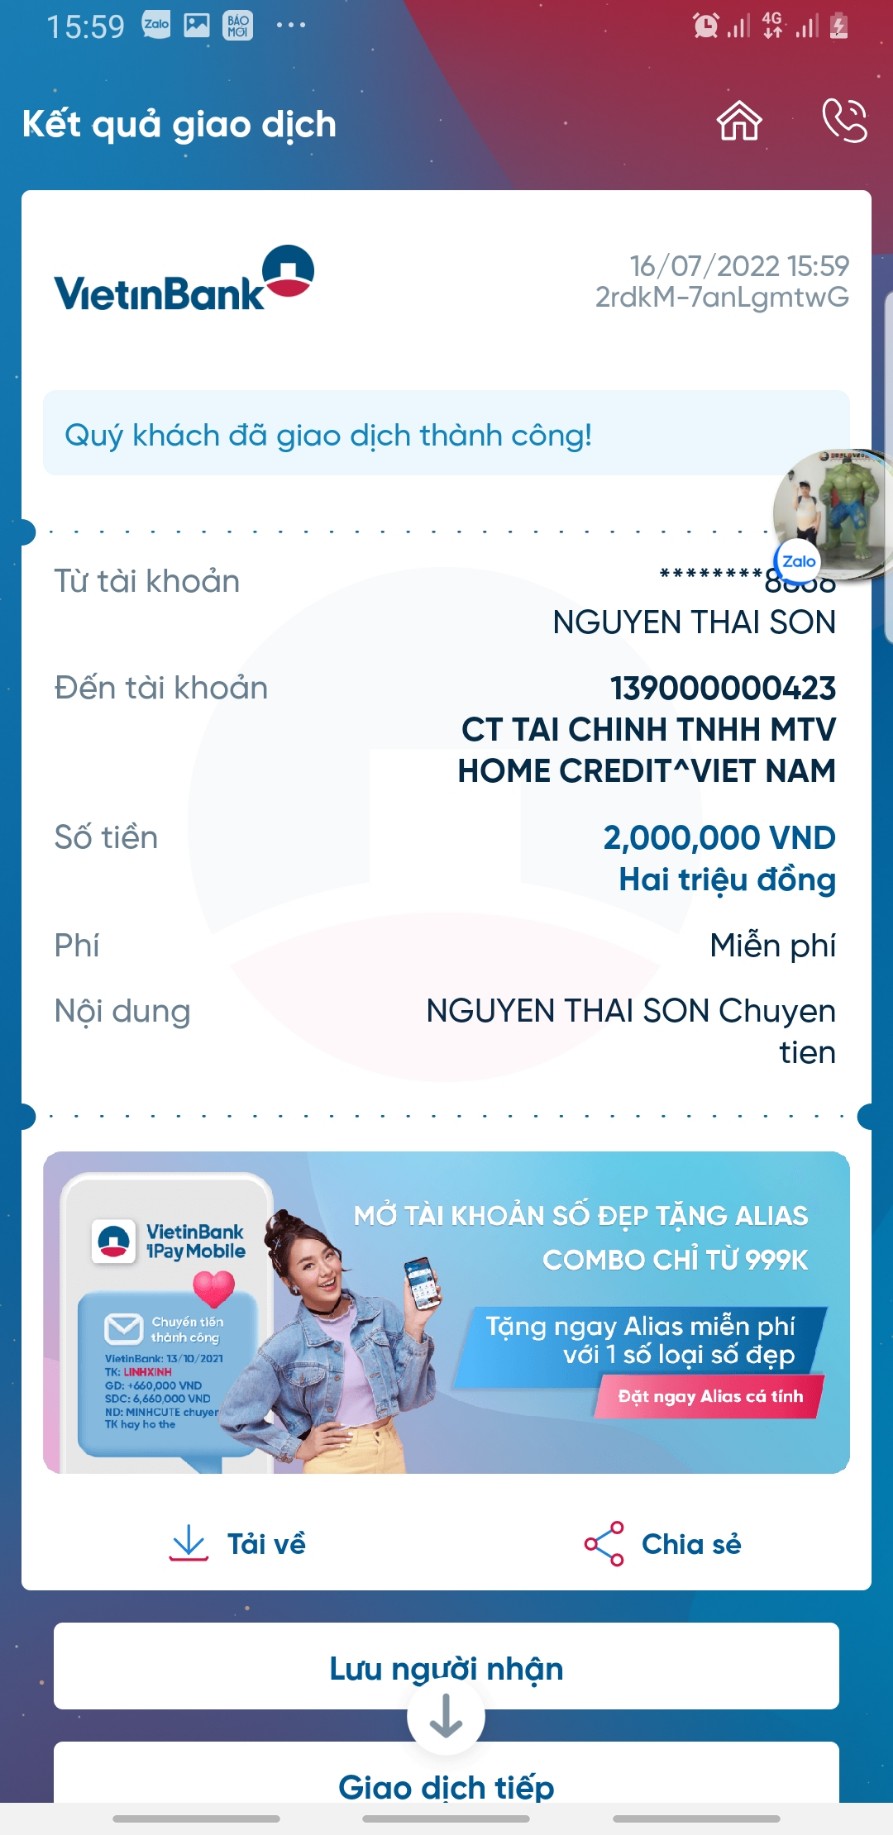 15:59 Zalo BÁO MỚI ... 4G
Kết quả giao dịch
VietinBank
16/07/2022 15:59
2rdkM-7anLgmtwG
Quý khách đã giao dịch thành công!
Zalo
Từ tài khoản
********8868
NGUYEN THAI SON
Đến tài khoản
139000000423
CT TAI CHINH TNHH MTV
HOME CREDIT^VIET NAM
Số tiền
2,000,000 VND
Hai triệu đồng
Phí
Miễn phí
Nội dung
NGUYEN THAI SON Chuyen
tien
VietinBank
iPay Mobile
Chuyển tiền
thành công
VietinBank: 13/10/2021
TK: LINHXINH
GD: +660,000 VND
SDC: 6,660,000 VND
ND: MINHCUTE chuyen
TK hay ho the
MỞ TÀI KHOẢN SỐ ĐẸP TẶNG ALIAS
COMBO CHỈ TỪ 999K
Tặng ngay Alias miễn phí
với 1 số loại số đẹp
Đặt ngay Alias cá tính
Tải về
Chia sẻ
Lưu người nhận
Giao dịch tiếp